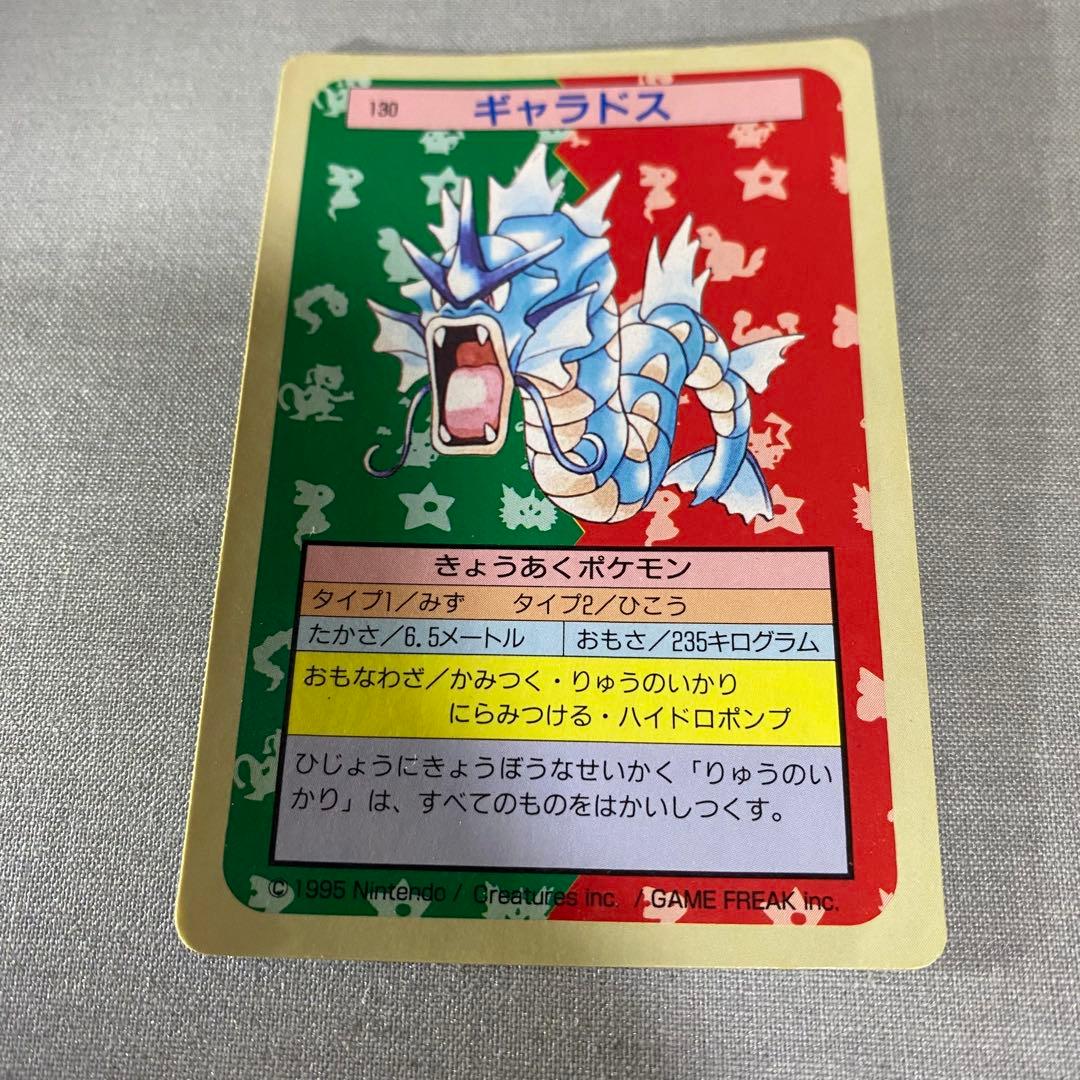 130 ギャラドス
きょうあくポケモン
タイプ1/みず タイプ2/ひこう
たかさ/6.5メートル おもさ/235キログラム
おもなわざ/かみつく・りゅうのいかり
にらみつける・ハイドロポンプ
ひじょうにきょうぼうなせいかく「りゅうのい
かり」は、すべてのものをはかいしつくす。
©1995 Nintendo / Creatures inc. / GAME FREAK inc.